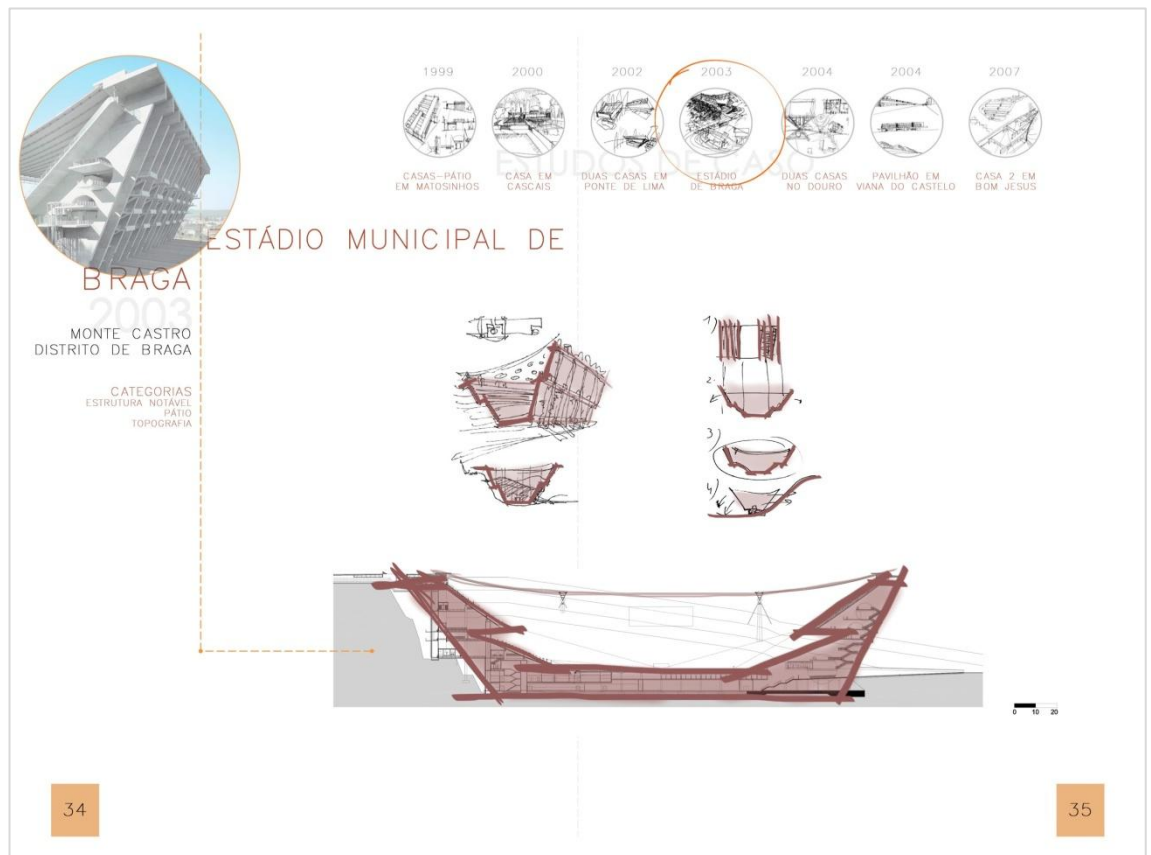 1999
2000
2002
2003
2004
2004
2007
ESTUDOS DE CASO
CASAS-PÁTIO
EM MATOSINHOS
CASA EM
CASCAIS
DUAS CASAS EM
PONTE DE LIMA
ESTÁDIO
DE BRAGA
DUAS CASAS
NO DOURO
PAVILHÃO EM
VIANA DO CASTELO
CASA 2 EM
BOM JESUS
ESTÁDIO MUNICIPAL DE
BRAGA
2003
MONTE CASTRO
DISTRITO DE BRAGA
CATEGORIAS
ESTRUTURA NOTÁVEL
PÁTIO
TOPOGRAFIA
1)
2.
3)
4)
0 10 20
34
35